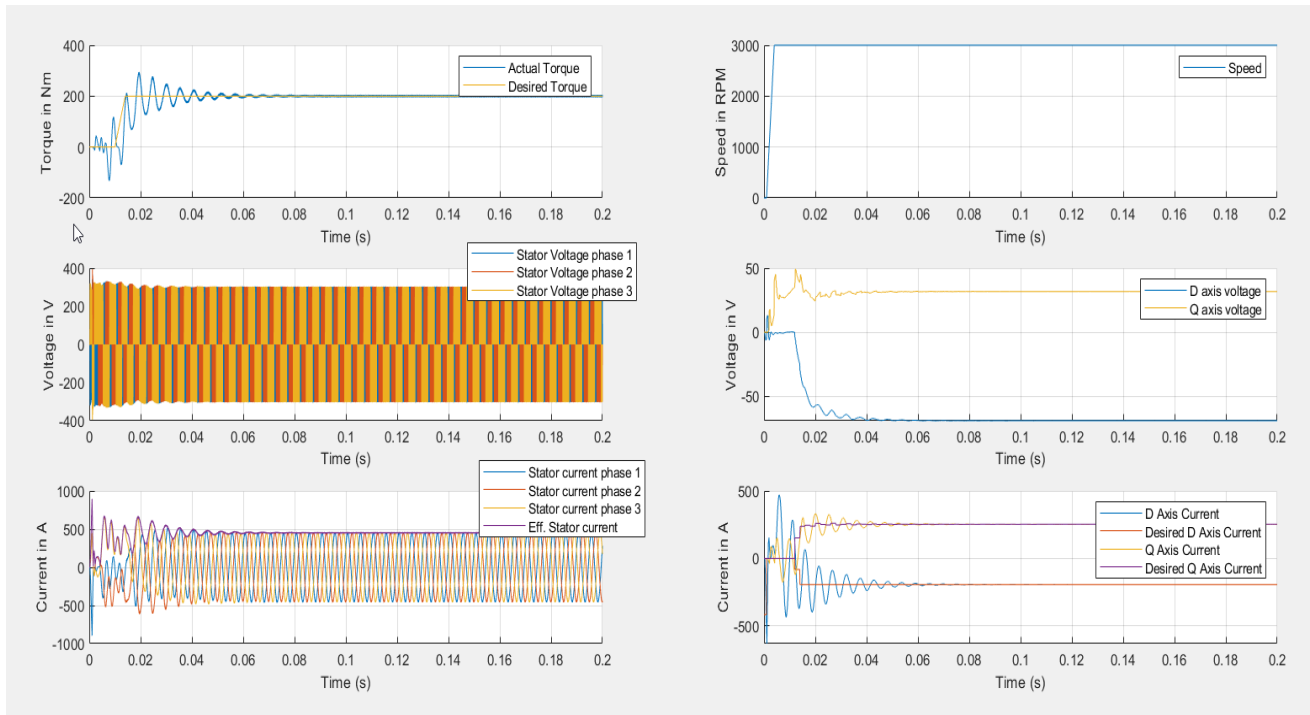 400
200
0
-200
Torque in Nm
Actual Torque
Desired Torque
0 0.02 0.04 0.06 0.08 0.1 0.12 0.14 0.16 0.18 0.2
Time (s)
3000
2000
1000
0
Speed in RPM
Speed
0 0.02 0.04 0.06 0.08 0.1 0.12 0.14 0.16 0.18 0.2
Time (s)
400
200
0
-200
-400
Voltage in V
Stator Voltage phase 1
Stator Voltage phase 2
Stator Voltage phase 3
0 0.02 0.04 0.06 0.08 0.1 0.12 0.14 0.16 0.18 0.2
Time (s)
50
0
-50
Voltage in V
D axis voltage
Q axis voltage
0 0.02 0.04 0.06 0.08 0.1 0.12 0.14 0.16 0.18 0.2
Time (s)
1000
500
0
-500
-1000
Current in A
Stator current phase 1
Stator current phase 2
Stator current phase 3
Eff. Stator current
0 0.02 0.04 0.06 0.08 0.1 0.12 0.14 0.16 0.18 0.2
Time (s)
500
0
-500
Current in A
D Axis Current
Desired D Axis Current
Q Axis Current
Desired Q Axis Current
0 0.02 0.04 0.06 0.08 0.1 0.12 0.14 0.16 0.18 0.2
Time (s)